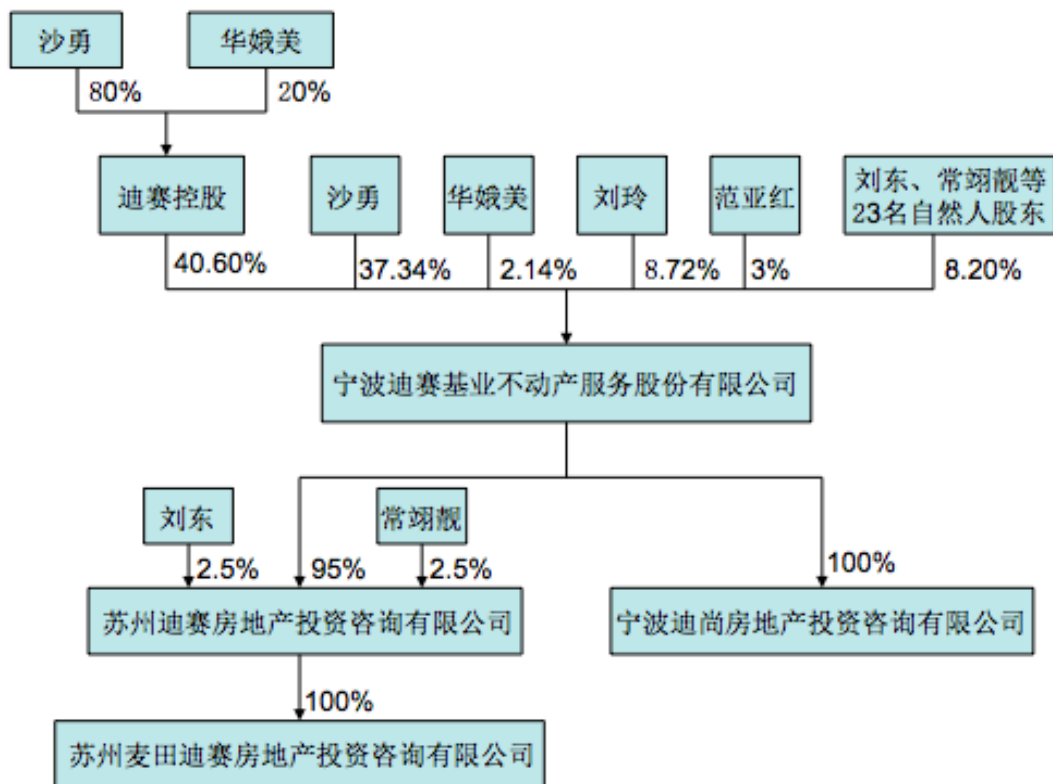 沙勇
华娥美
80%
20%
迪赛控股
沙勇
华娥美
刘玲
范亚红
刘东、常翊靓等
23名自然人股东
40.60%
37.34%
2.14%
8.72%
3%
8.20%
宁波迪赛基业不动产服务股份有限公司
刘东
常翊靓
2.5%
95%
2.5%
100%
苏州迪赛房地产投资咨询有限公司
宁波迪尚房地产投资咨询有限公司
100%
苏州麦田迪赛房地产投资咨询有限公司